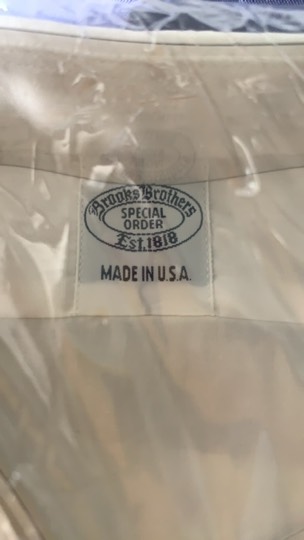 Brooks Brothers
SPECIAL
ORDER
Est. 1818
MADE IN U.S.A.